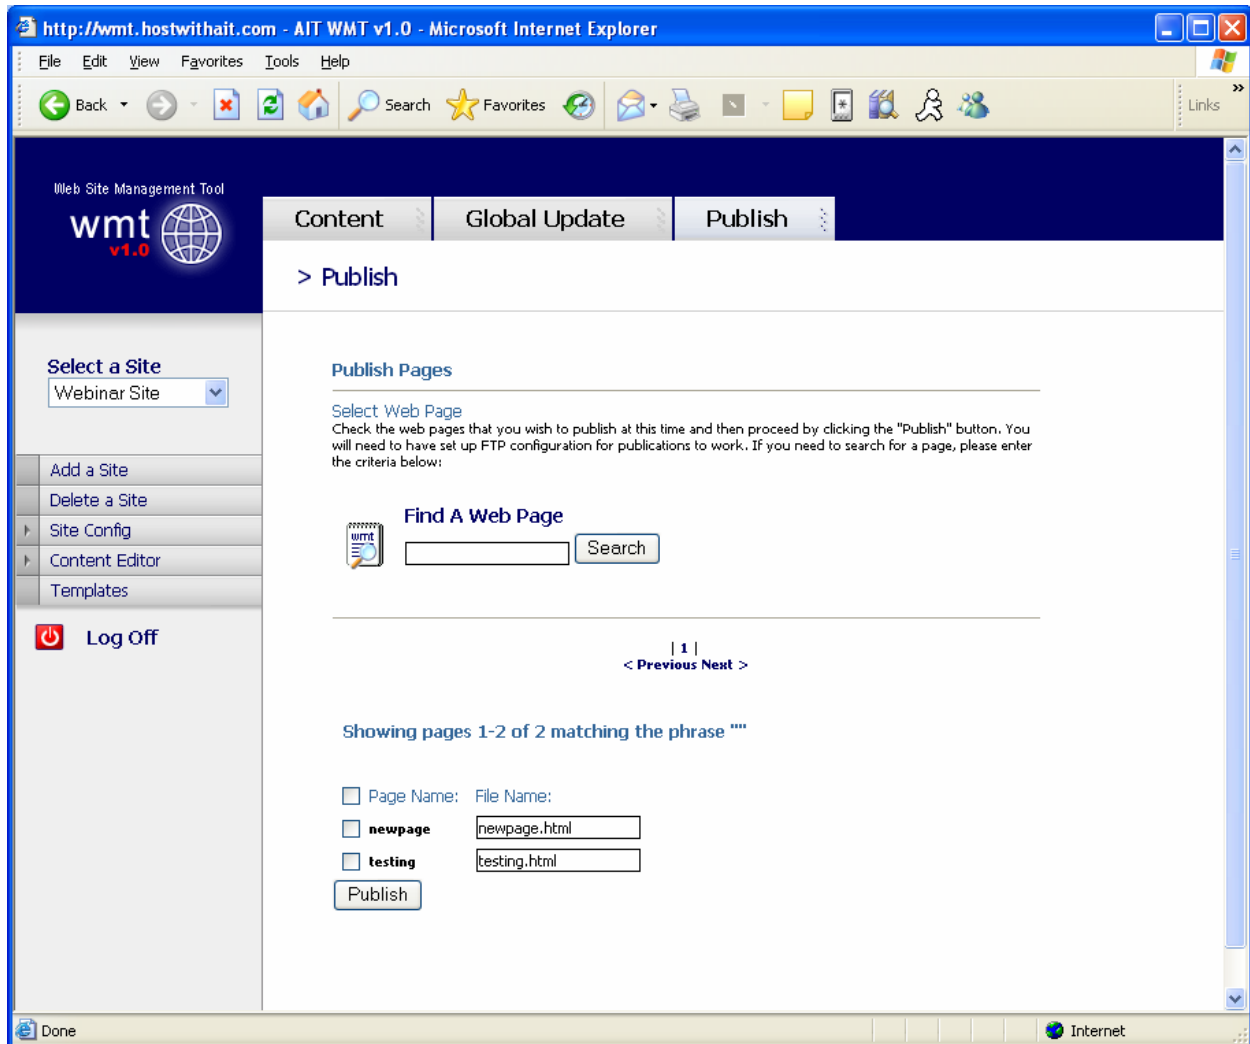 http://wmt.hostwithait.com - AIT WMT v1.0 - Microsoft Internet Explorer
File Edit View Favorites Tools Help
Back Search Favorites Links
Web Site Management Tool
wmt
v1.0
Content Global Update Publish
> Publish
Select a Site
Webinar Site
Add a Site
Delete a Site
Site Config
Content Editor
Templates
Log Off
Publish Pages
Select Web Page
Check the web pages that you wish to publish at this time and then proceed by clicking the "Publish" button. You
will need to have set up FTP configuration for publications to work. If you need to search for a page, please enter
the criteria below:
Find A Web Page
wmt
Search
| 1 |
< Previous Next >
Showing pages 1-2 of 2 matching the phrase ""
Page Name: File Name:
newpage newpage.html
testing testing.html
Publish
Done Internet